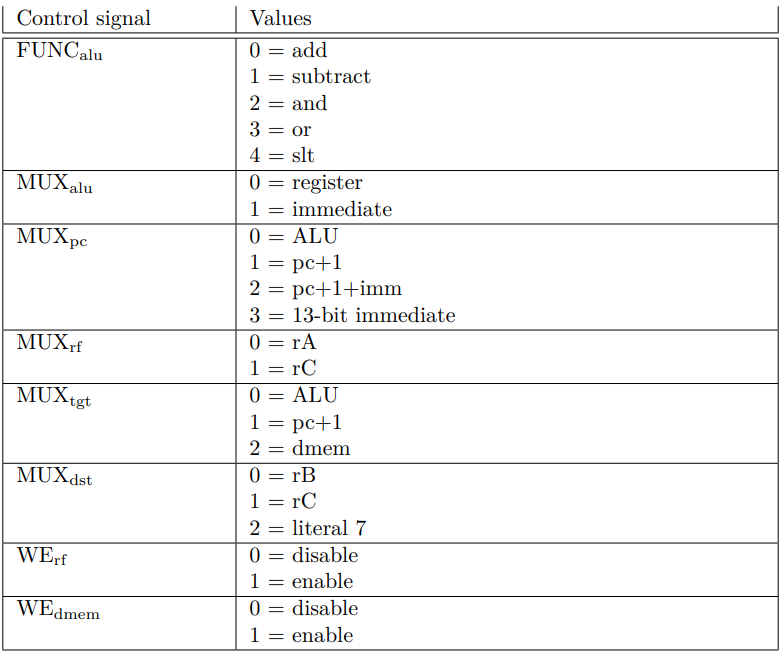 Control signal Values
FUNCalu 0 = add
1 = subtract
2 = and
3 = or
4 = slt
MUXalu 0 = register
1 = immediate
MUXpc 0 = ALU
1 = pc+1
2 = pc+1+imm
3 = 13-bit immediate
MUXrf 0 = rA
1 = rC
MUXtgt 0 = ALU
1 = pc+1
2 = dmem
MUXdst 0 = rB
1 = rC
2 = literal 7
WErf 0 = disable
1 = enable
WEdmem 0 = disable
1 = enable